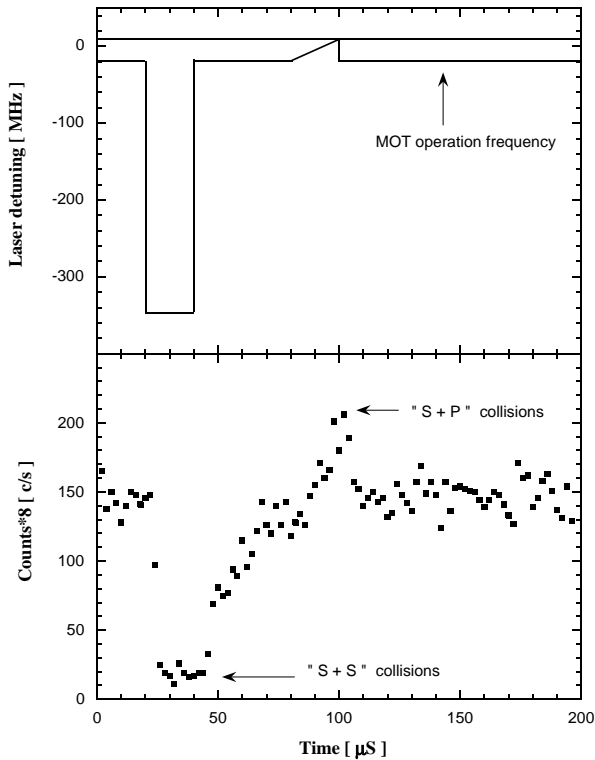 0
-100
-200
-300
Laser detuning [ MHz ]
MOT operation frequency
200
150
100
50
0
Counts*8 [ c/s ]
" S + P "  collisions
" S + S "  collisions
0
50
100
150
200
Time [ μS ]